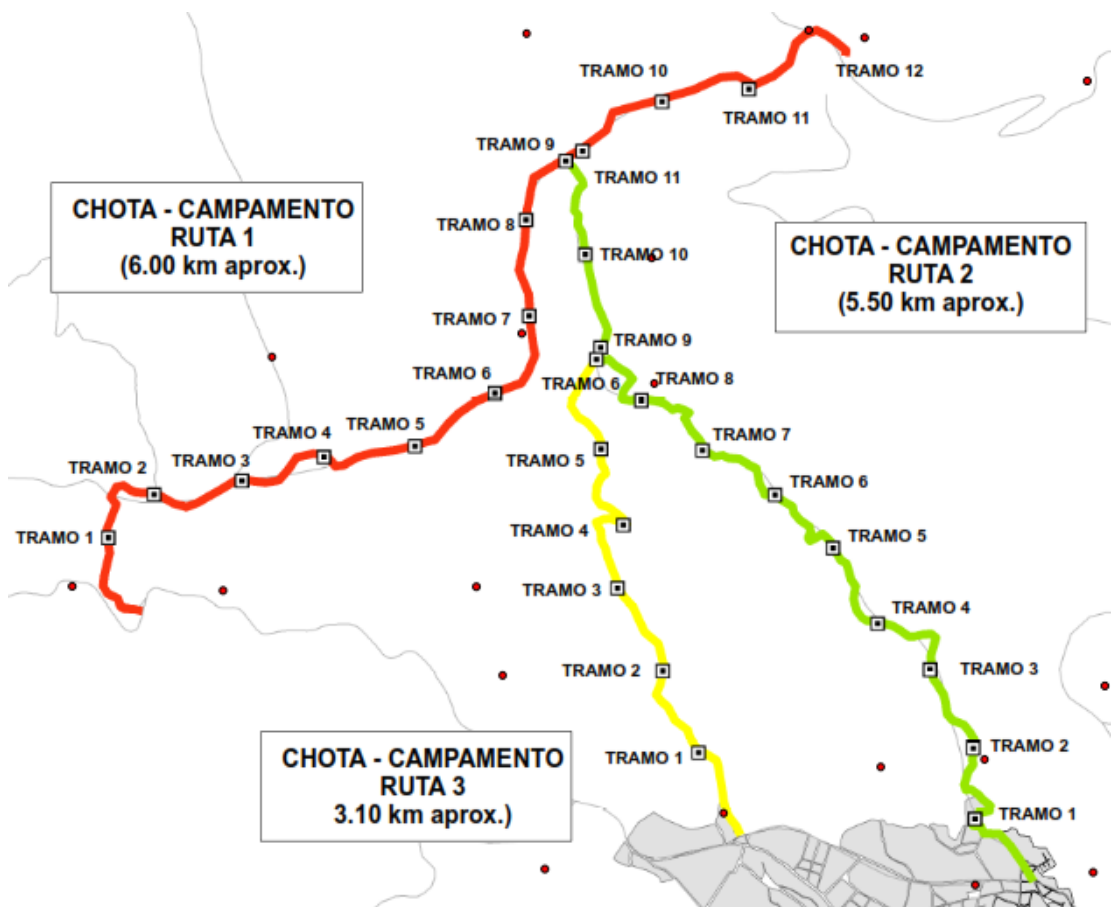 TRAMO 10
TRAMO 12
TRAMO 11
TRAMO 9
TRAMO 11
CHOTA - CAMPAMENTO
RUTA 1
(6.00 km aprox.)
TRAMO 8
CHOTA - CAMPAMENTO
RUTA 2
(5.50 km aprox.)
TRAMO 10
TRAMO 7
TRAMO 9
TRAMO 6
TRAMO 6
TRAMO 8
TRAMO 5
TRAMO 4
TRAMO 7
TRAMO 5
TRAMO 3
TRAMO 2
TRAMO 6
TRAMO 4
TRAMO 1
TRAMO 5
TRAMO 3
TRAMO 4
TRAMO 2
TRAMO 3
TRAMO 2
TRAMO 1
CHOTA - CAMPAMENTO
RUTA 3
3.10 km aprox.)
TRAMO 1